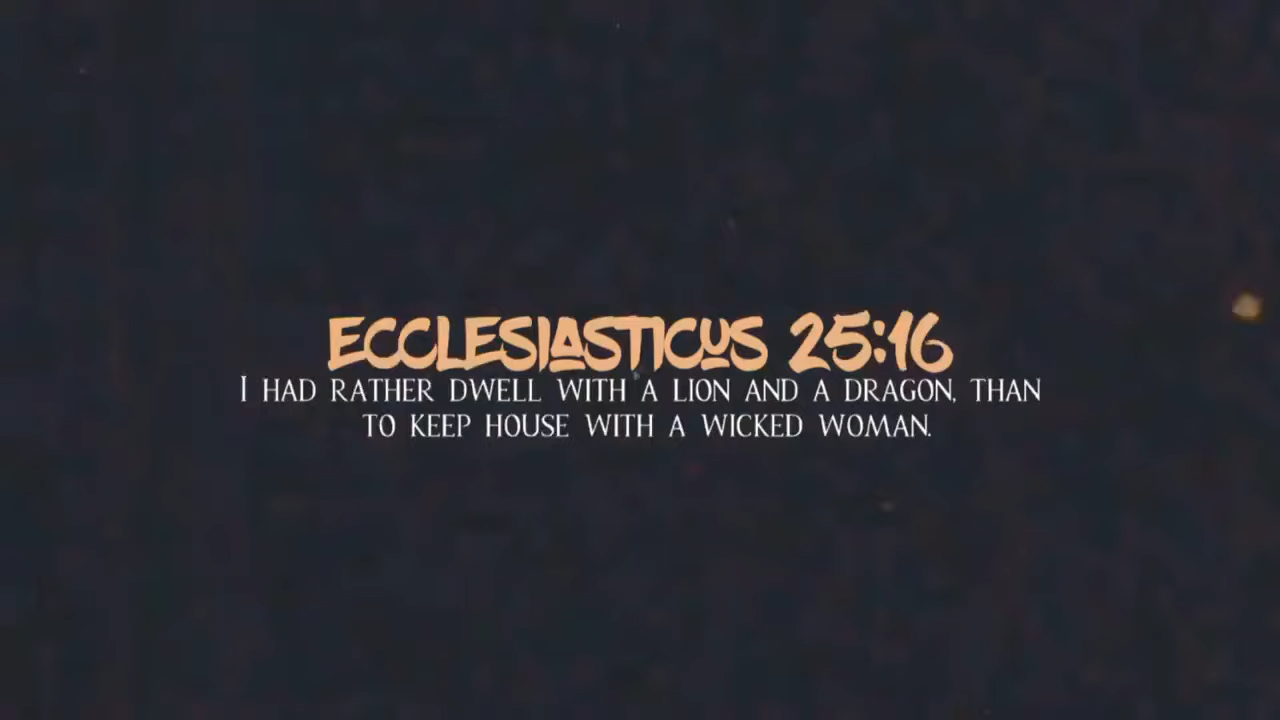 ECCLESIASTICUS 25:16
I HAD RATHER DWELL WITH A LION AND A DRAGON, THAN
TO KEEP HOUSE WITH A WICKED WOMAN.